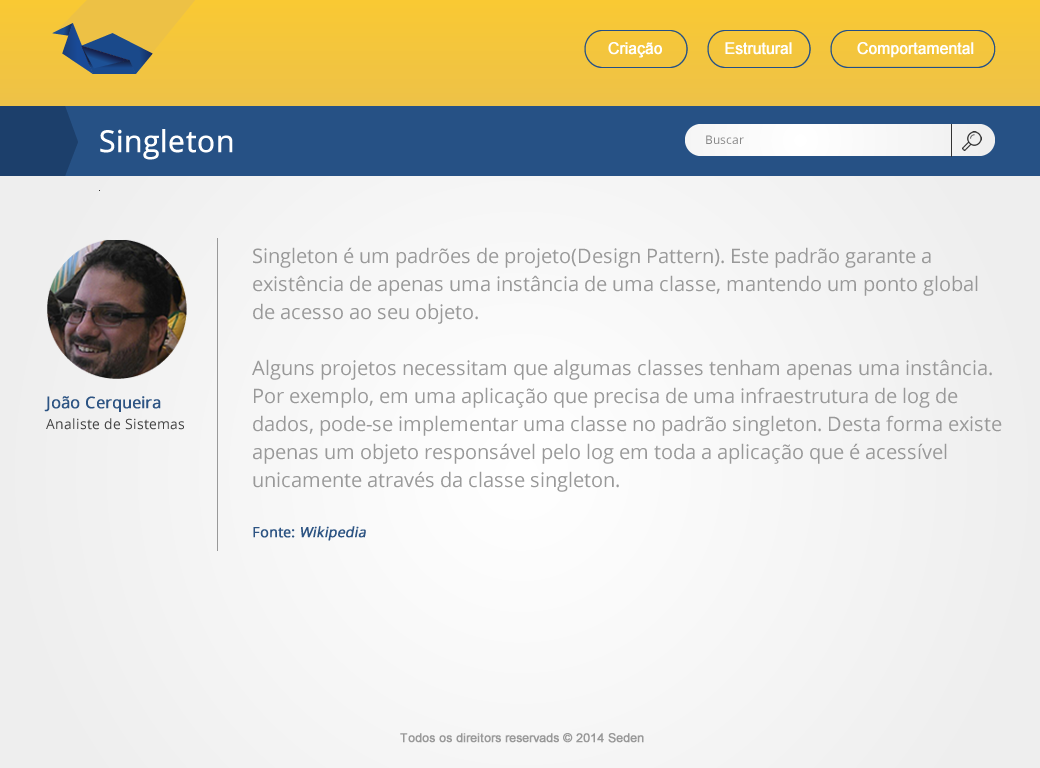 Criação Estrutural Comportamental
Singleton
Buscar
Singleton é um padrões de projeto(Design Pattern). Este padrão garante a
existência de apenas uma instância de uma classe, mantendo um ponto global
de acesso ao seu objeto.
Alguns projetos necessitam que algumas classes tenham apenas uma instância.
Por exemplo, em uma aplicação que precisa de uma infraestrutura de log de
dados, pode-se implementar uma classe no padrão singleton. Desta forma existe
apenas um objeto responsável pelo log em toda a aplicação que é acessível
unicamente através da classe singleton.
Fonte: Wikipedia
João Cerqueira
Analiste de Sistemas
Todos os direitors reservads © 2014 Seden